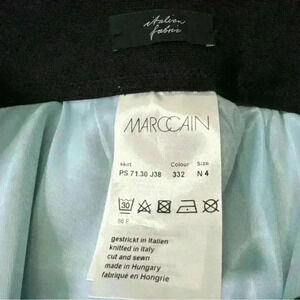 italian
fabric
MARCCAIN
skirt Colour Size
PS 71.30 J38 332 N 4
30
86 F
gestrickt in Italien
knitted in Italy
cut and sewn
made in Hungary
fabriqué en Hongrie